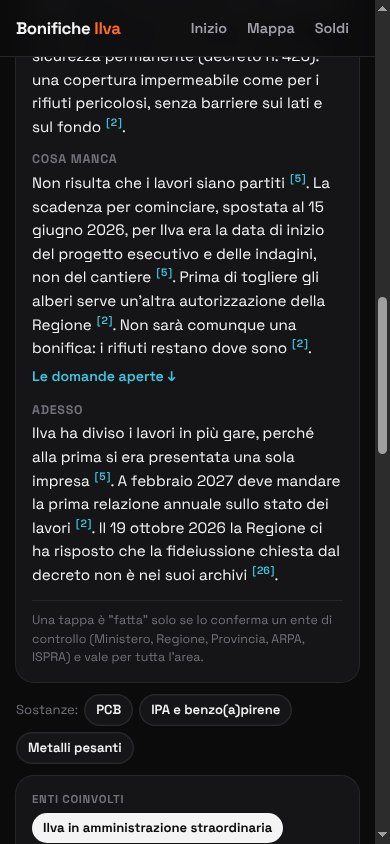 Bonifiche Ilva
Inizio Mappa Soldi
sicurezza permanente (decreto n. 426):
una copertura impermeabile come per i
rifiuti pericolosi, senza barriere sui lati e
sul fondo [2].
COSA MANCA
Non risulta che i lavori siano partiti [5]. La
scadenza per cominciare, spostata al 15
giugno 2026, per Ilva era la data di inizio
del progetto esecutivo e delle indagini,
non del cantiere [5]. Prima di togliere gli
alberi serve un'altra autorizzazione della
Regione [2]. Non sarà comunque una
bonifica: i rifiuti restano dove sono [2].
Le domande aperte ↓
ADESSO
Ilva ha diviso i lavori in più gare, perché
alla prima si era presentata una sola
impresa [5]. A febbraio 2027 deve mandare
la prima relazione annuale sullo stato dei
lavori [2]. Il 19 ottobre 2026 la Regione ci
ha risposto che la fideiussione chiesta dal
decreto non è nei suoi archivi [26].
Una tappa è "fatta" solo se lo conferma un ente di
controllo (Ministero, Regione, Provincia, ARPA,
ISPRA) e vale per tutta l'area.
Sostanze: PCB IPA e benzo(a)pirene
Metalli pesanti
ENTI COINVOLTI
Ilva in amministrazione straordinaria